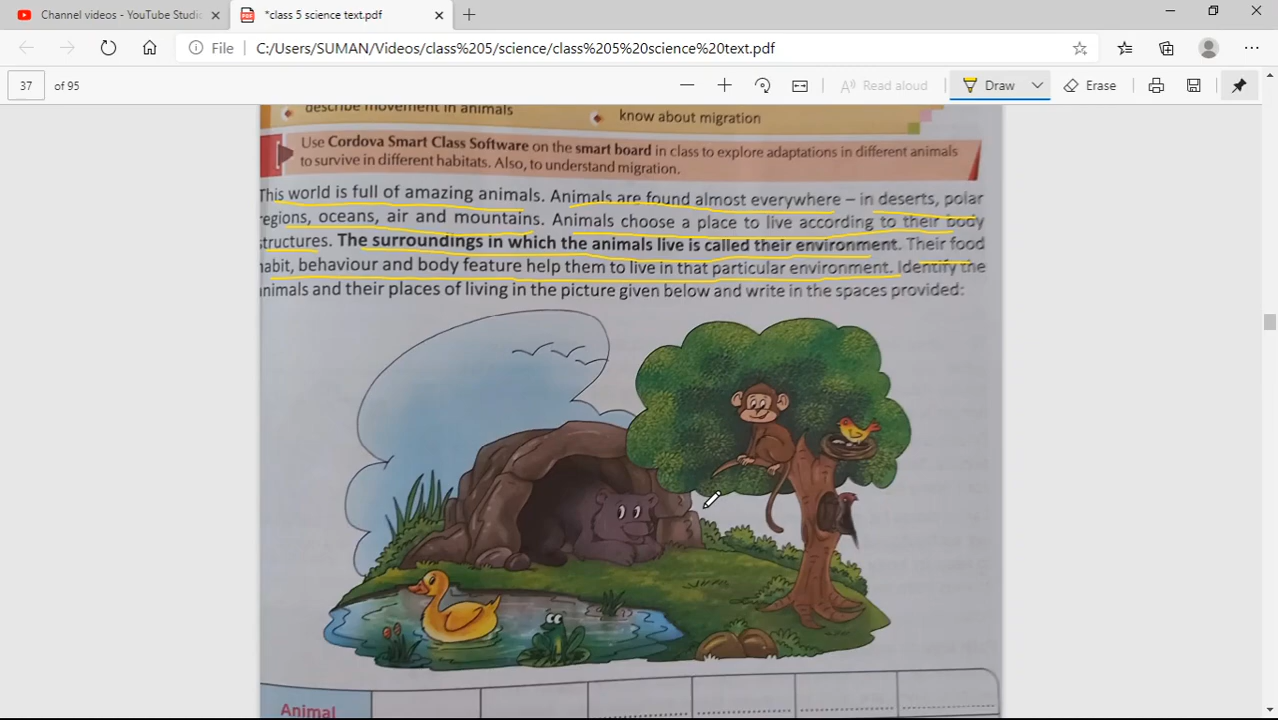 Channel videos - YouTube Studio
*class 5 science text.pdf
File
C:/Users/SUMAN/Videos/class%205/science/class%205%20science%20text.pdf
37 of 95
Read aloud
Draw
Erase
describe movement in animals
know about migration
Use Cordova Smart Class Software on the smart board in class to explore adaptations in different animals
to survive in different habitats. Also, to understand migration.
This world is full of amazing animals. Animals are found almost everywhere – in deserts, polar
regions, oceans, air and mountains. Animals choose a place to live according to their body
structures. The surroundings in which the animals live is called their environment. Their food
habit, behaviour and body feature help them to live in that particular environment. Identify the
animals and their places of living in the picture given below and write in the spaces provided:
Animal